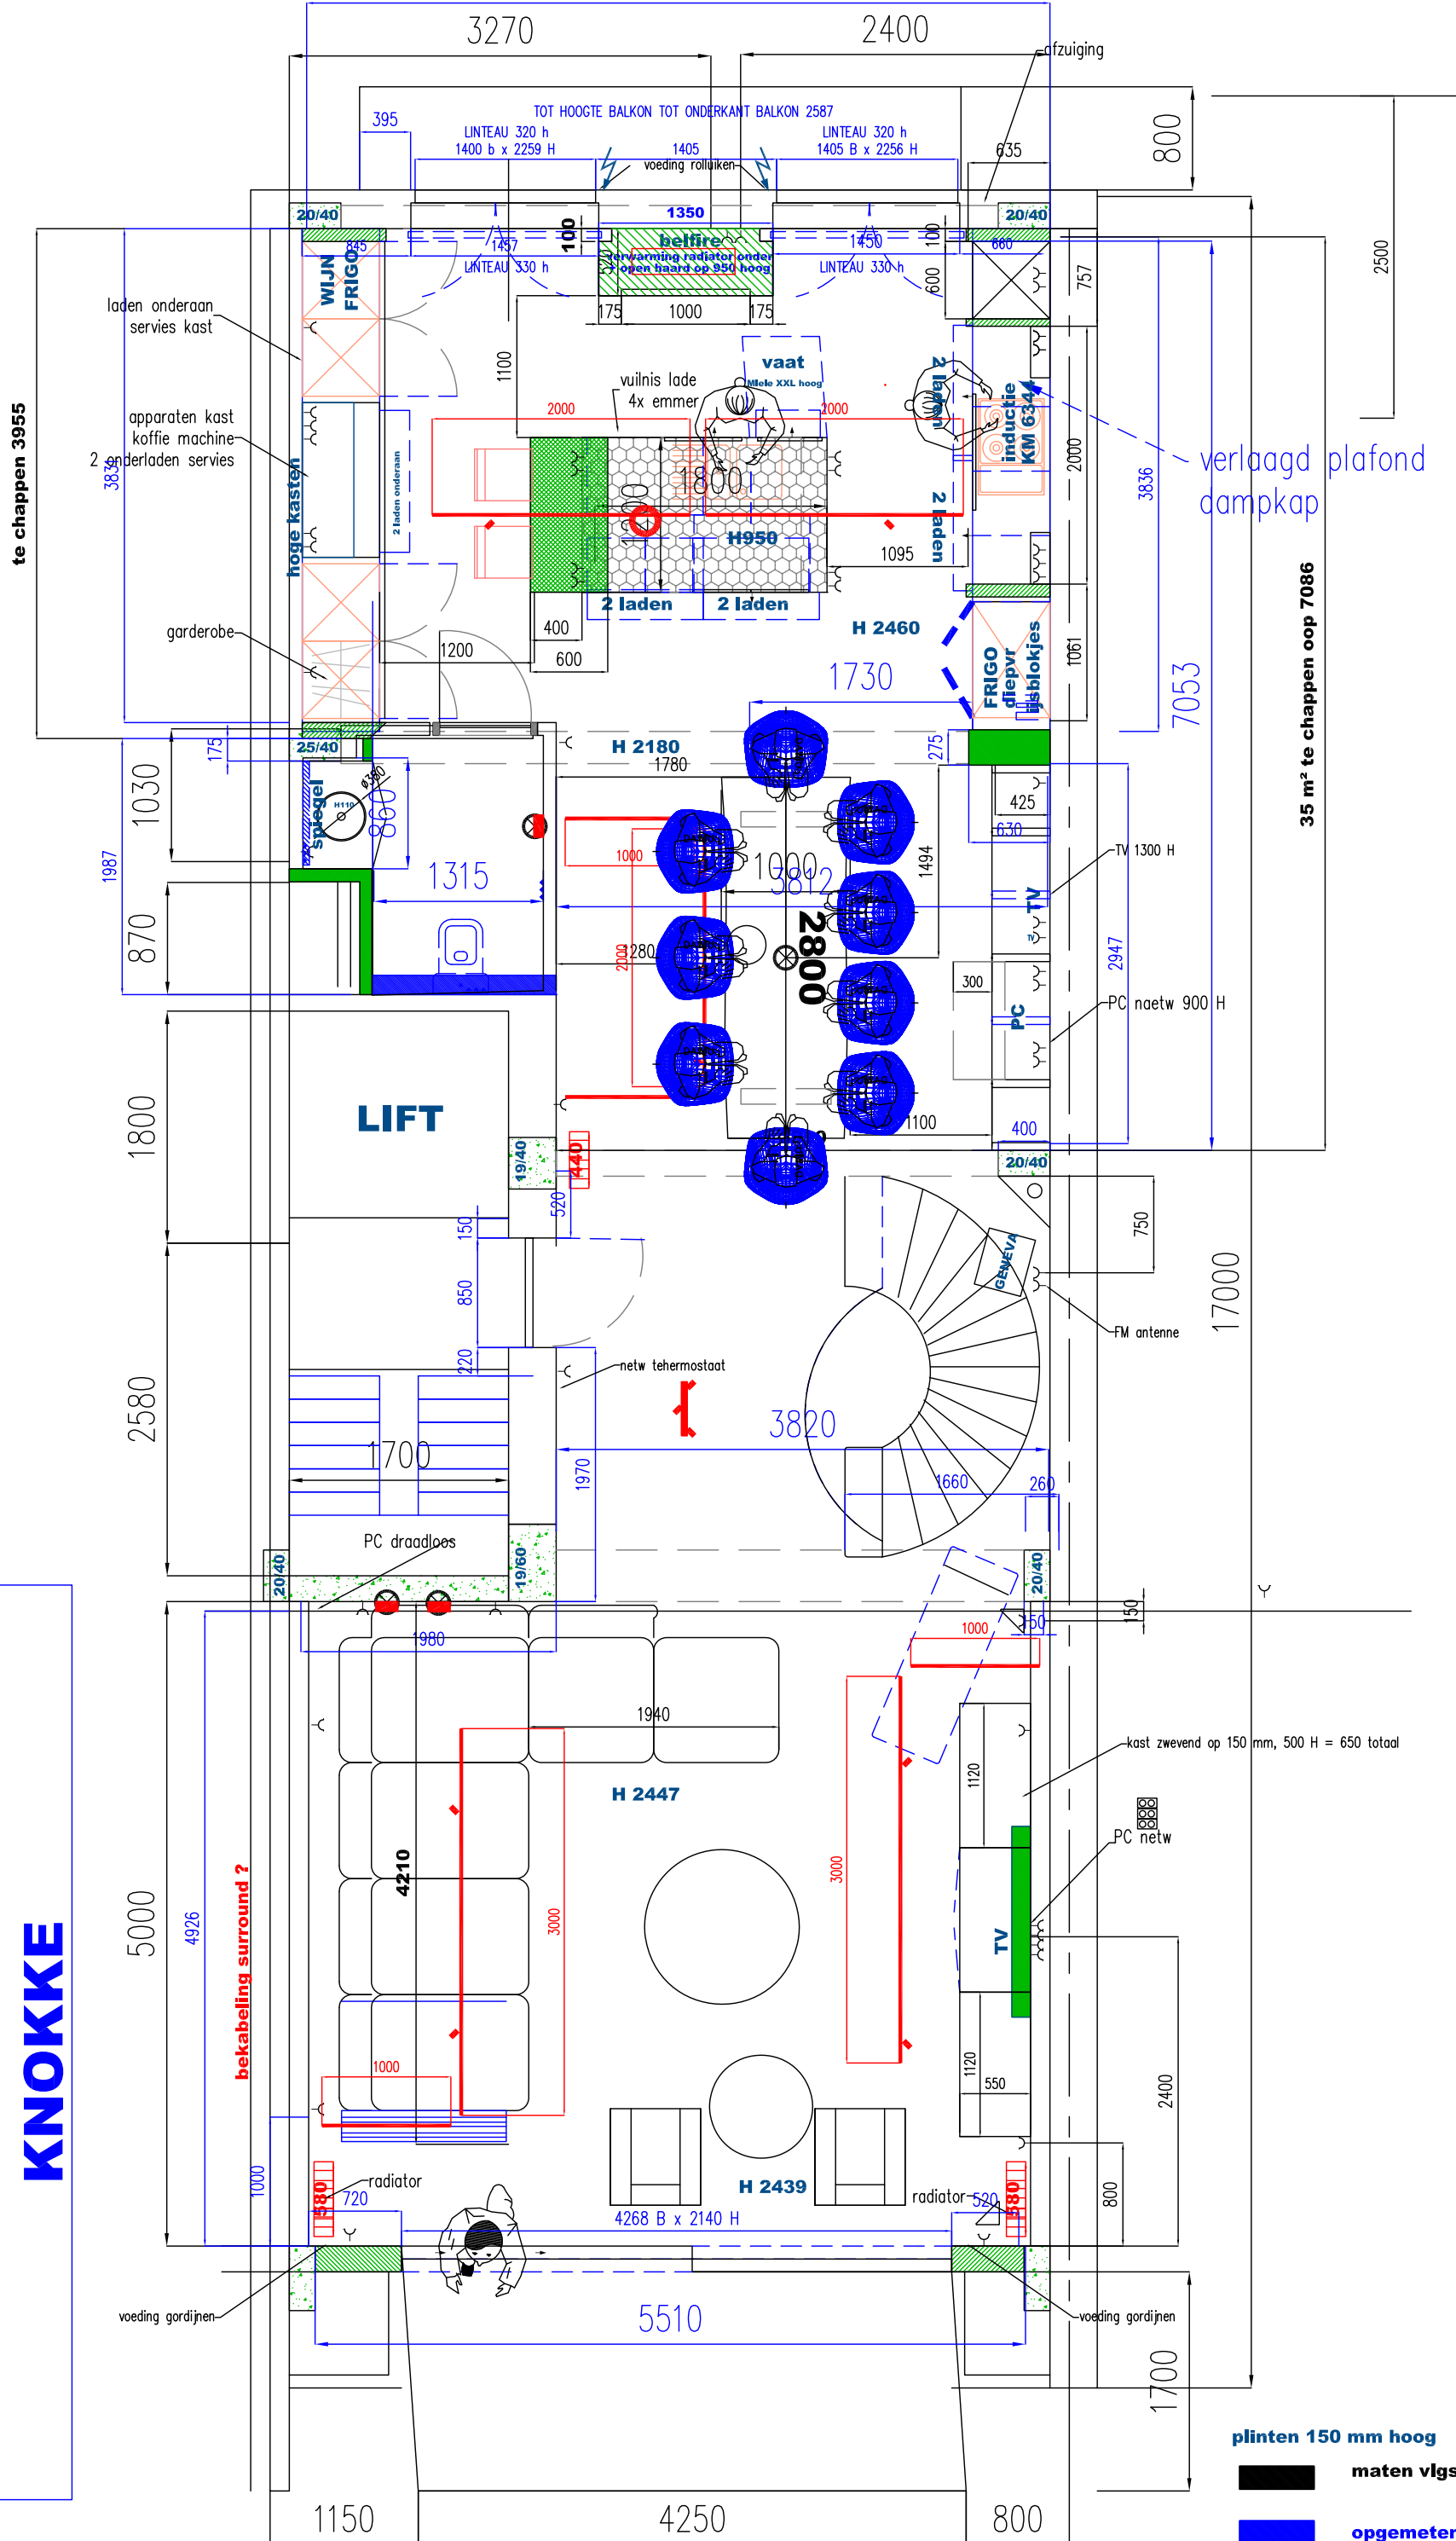 3270
2400
afzuiging
TOT HOOGTE BALKON TOT ONDERKANT BALKON 2587
395
LINTEAU 320 h
1400 b x 2259 H
1405
voeding rolluiken
LINTEAU 320 h
1405 B x 2256 H
635
800
2500
20/40
1350
20/40
845
1457
100
belfire
verwarming radiator onder
open haard op 950 hoog
1450
100
660
LINTEAU 330 h
LINTEAU 330 h
600
757
WIJN
FRIGO
laden onderaan
servies kast
175
1000
175
1100
vaat
Miele XXL hoog
vuilnis lade
4x emmer
2000
2000
2 laden
inductie
KM 6344
2000
3836
verlaagd plafond
dampkap
apparaten kast
koffie machine
2 onderladen servies
hoge kasten
2 laden onderaan
te chappen 3955
1800
H950
2 laden
1095
2 laden
2 laden
garderobe
400
600
1200
H 2460
1730
FRIGO
diepvr
ijsblokjes
1061
7053
35 m² te chappen oop 7086
25/40
175
H 2180
1780
275
1030
1987
spiegel
H110
ø380
860
425
630
TV 1300 H
1000
1000
3812
1494
1315
TV
870
2800
1280
2000
2947
300
PC
PC naetw 900 H
1800
LIFT
1100
400
19/40
440
20/40
520
150
750
GENEVA
17000
850
FM antenne
220
netw tehermostaat
2580
3820
1700
1970
1660
260
PC draadloos
20/40
19/60
20/40
150
150
1980
1000
1940
kast zwevend op 150 mm, 500 H = 650 totaal
H 2447
1120
PC netw
4210
3000
3000
5000
4926
bekabeling surround ?
KNOKKE
TV
1000
1120
550
2400
1000
580
radiator
720
H 2439
radiator
520
580
800
4268 B x 2140 H
voeding gordijnen
5510
voeding gordijnen
1700
plinten 150 mm hoog
maten vlgs
opgemeten
1150
4250
800